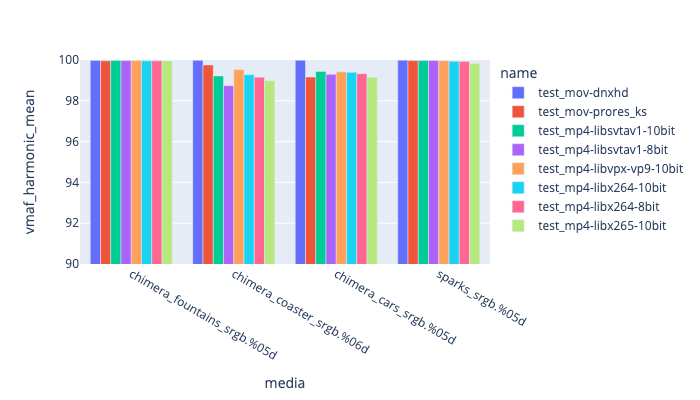 vmaf_harmonic_mean
100
98
96
94
92
90
chimera_fountains_srgb.%05d
chimera_coaster_srgb.%06d
chimera_cars_srgb.%05d
sparks_srgb.%05d
media
name
test_mov-dnxhd
test_mov-prores_ks
test_mp4-libsvtav1-10bit
test_mp4-libsvtav1-8bit
test_mp4-libvpx-vp9-10bit
test_mp4-libx264-10bit
test_mp4-libx264-8bit
test_mp4-libx265-10bit